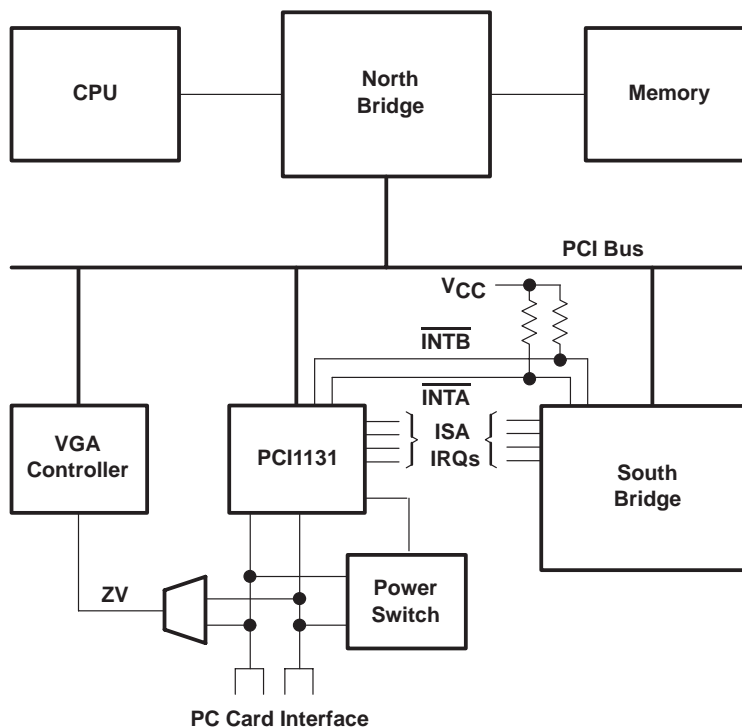 CPU
North
Bridge
Memory
PCI Bus
VCC
INTB
INTA
VGA
Controller
PCI1131
ISA
IRQs
South
Bridge
ZV
Power
Switch
PC Card Interface